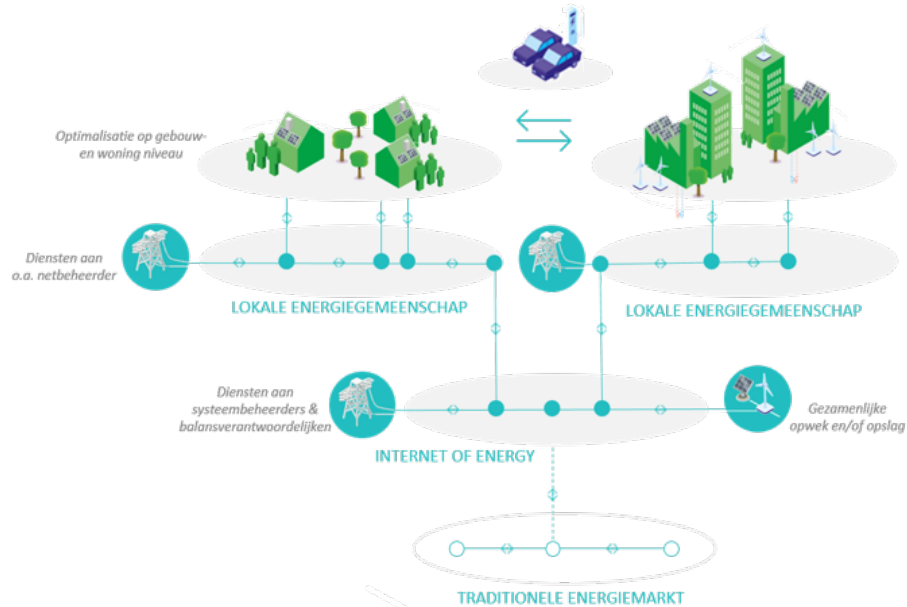 Optimalisatie op gebouw-
en woning niveau
Diensten aan
o.a. netbeheerder
LOKALE ENERGIEGEMEENSCHAP
LOKALE ENERGIEGEMEENSCHAP
Diensten aan
systeembeheerders &
balansverantwoordelijken
Gezamenlijke
opwek en/of opslag
INTERNET OF ENERGY
TRADITIONELE ENERGIEMARKT